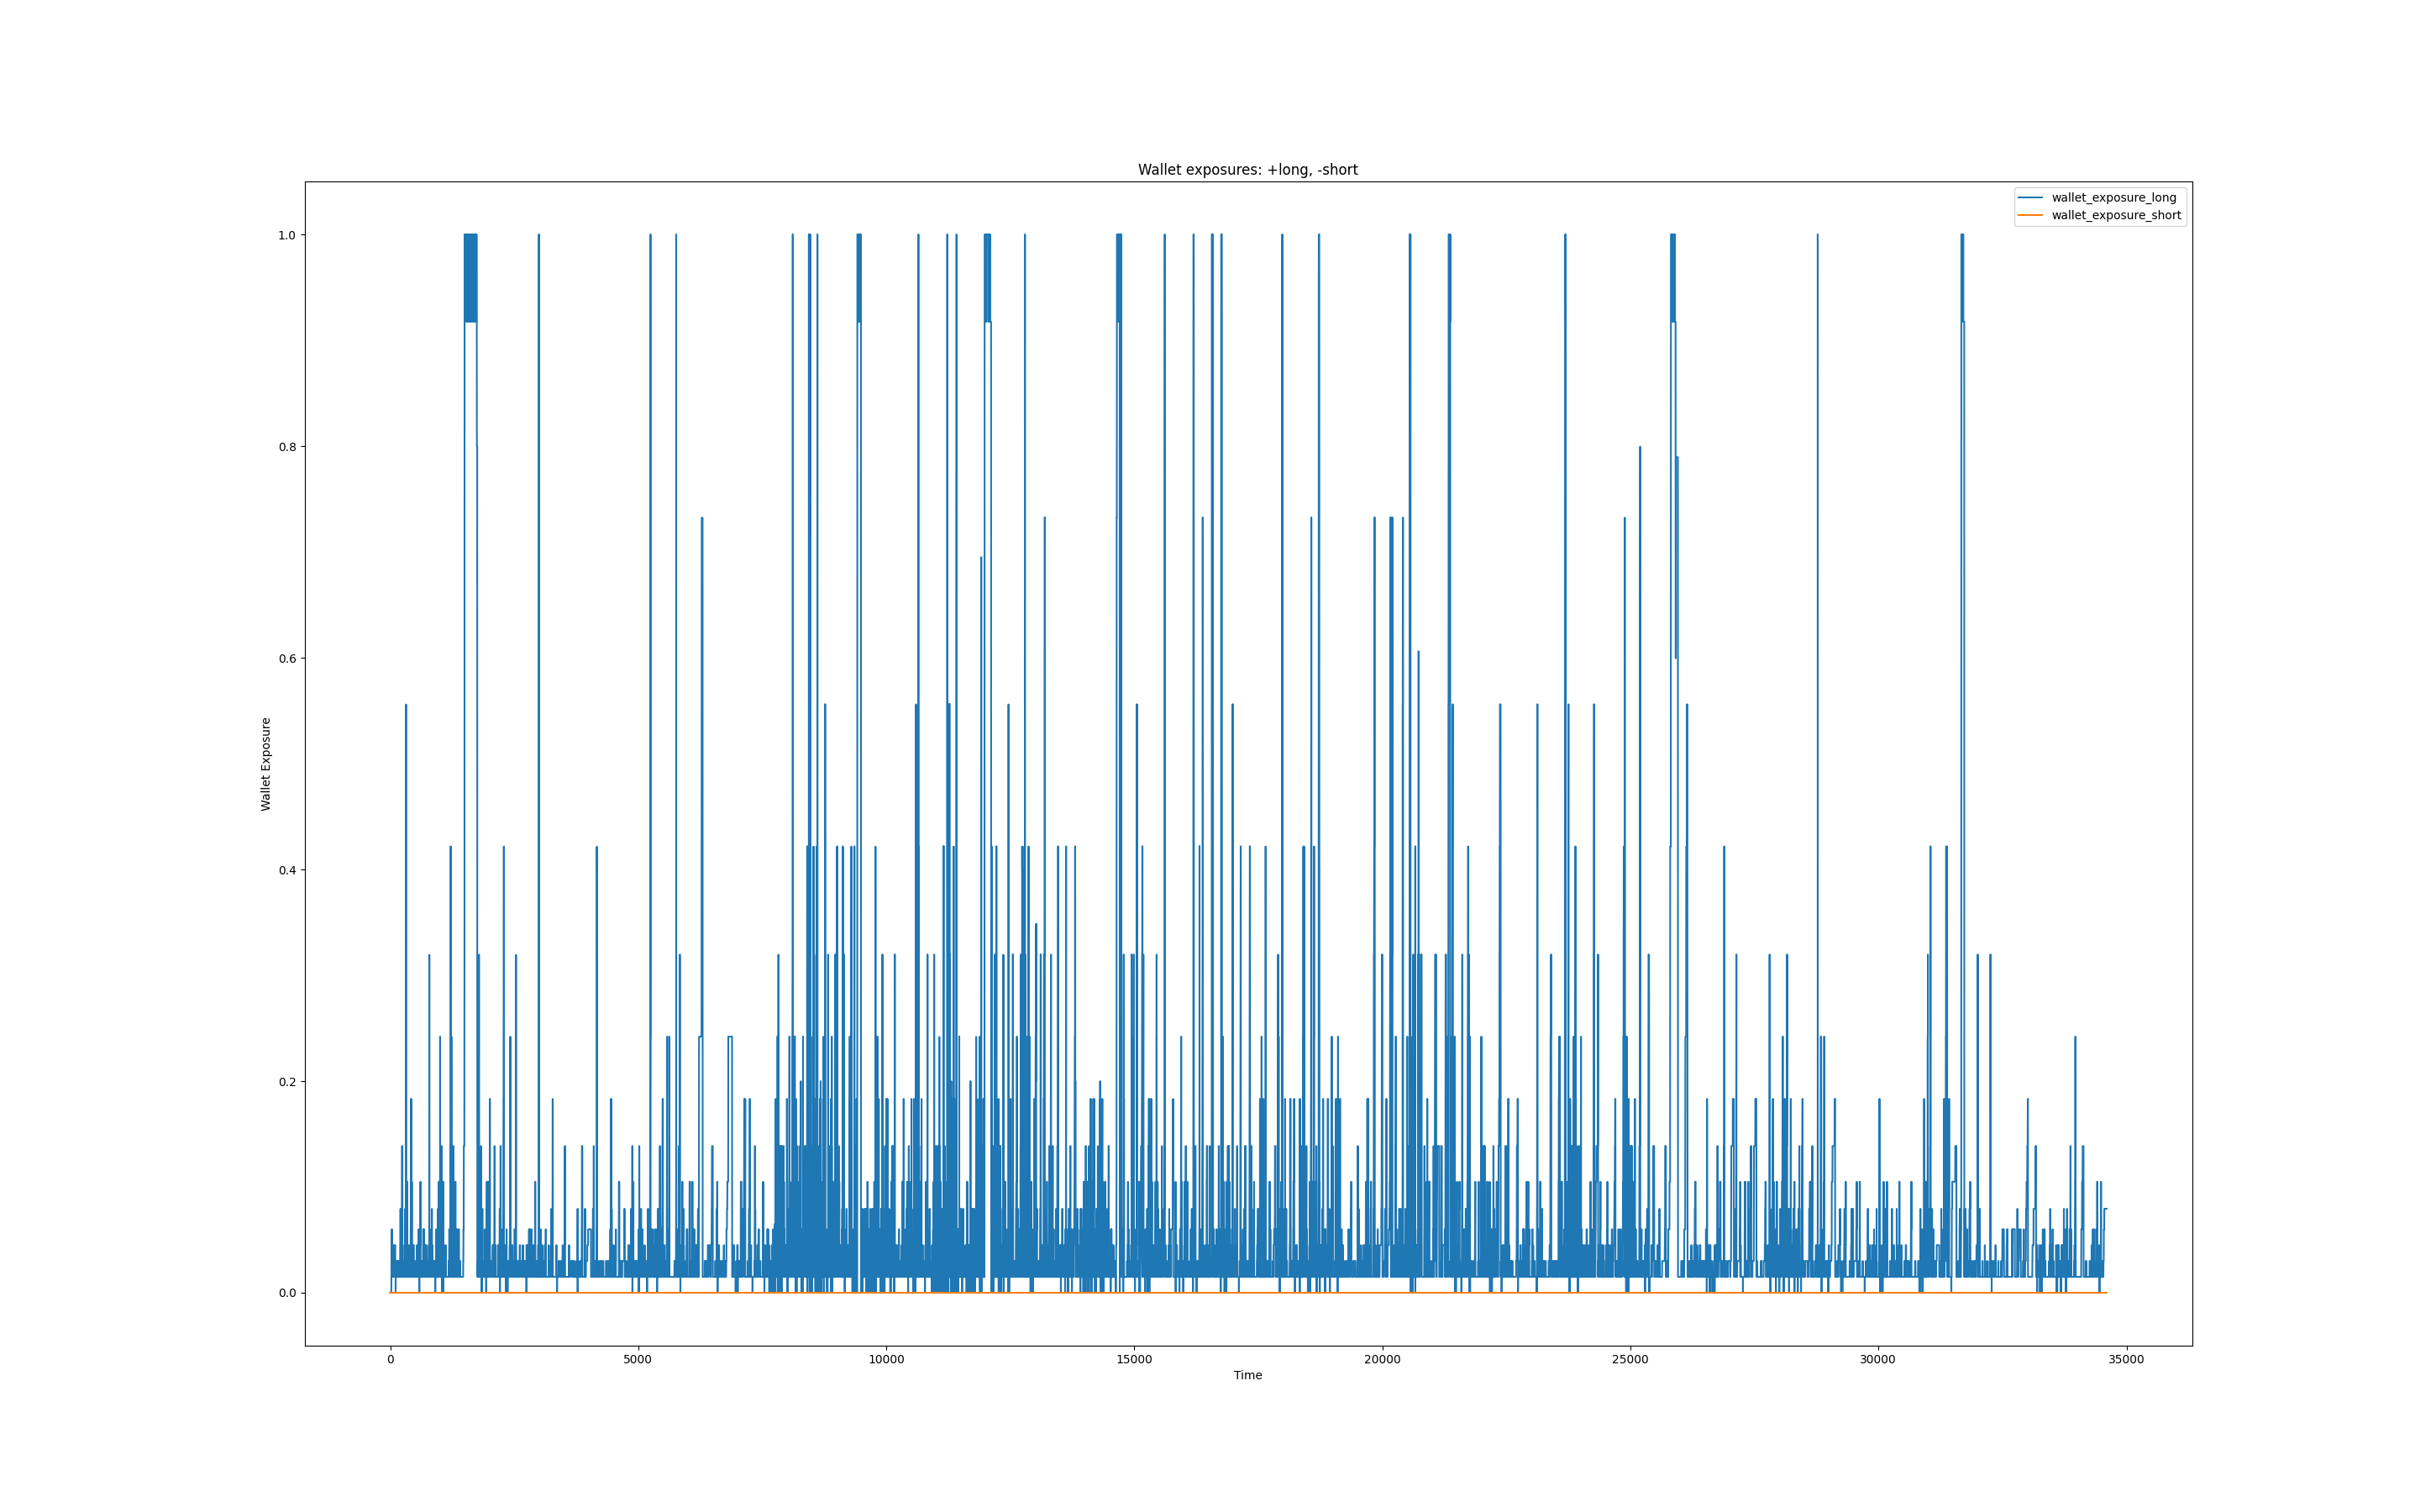 Wallet exposures: +long, -short
wallet_exposure_long
wallet_exposure_short
1.0
0.8
0.6
0.4
0.2
0.0
Wallet Exposure
0 5000 10000 15000 20000 25000 30000 35000
Time